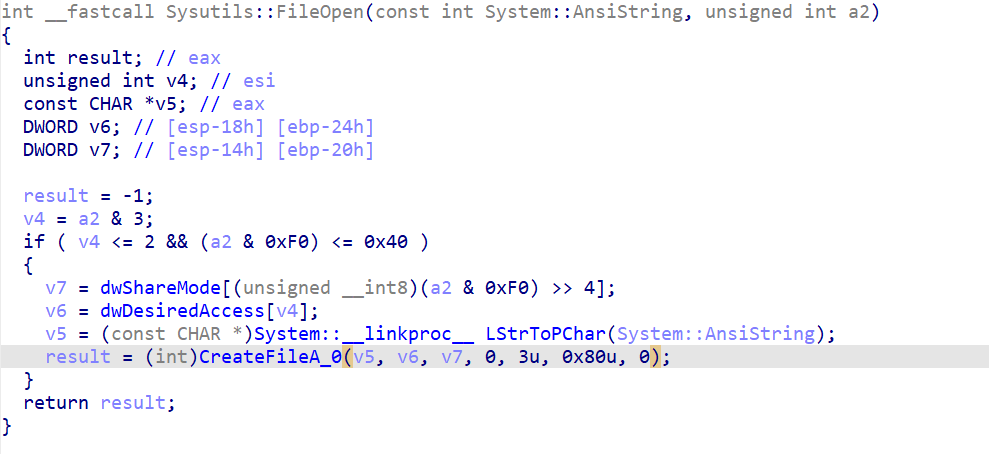 int __fastcall Sysutils::FileOpen(const int System::AnsiString, unsigned int a2)
{
  int result; // eax
  unsigned int v4; // esi
  const CHAR *v5; // eax
  DWORD v6; // [esp-18h] [ebp-24h]
  DWORD v7; // [esp-14h] [ebp-20h]

  result = -1;
  v4 = a2 & 3;
  if ( v4 <= 2 && (a2 & 0xF0) <= 0x40 )
  {
    v7 = dwShareMode[(unsigned __int8)(a2 & 0xF0) >> 4];
    v6 = dwDesiredAccess[v4];
    v5 = (const CHAR *)System::__linkproc__ LStrToPChar(System::AnsiString);
    result = (int)CreateFileA_0(v5, v6, v7, 0, 3u, 0x80u, 0);
  }
  return result;
}